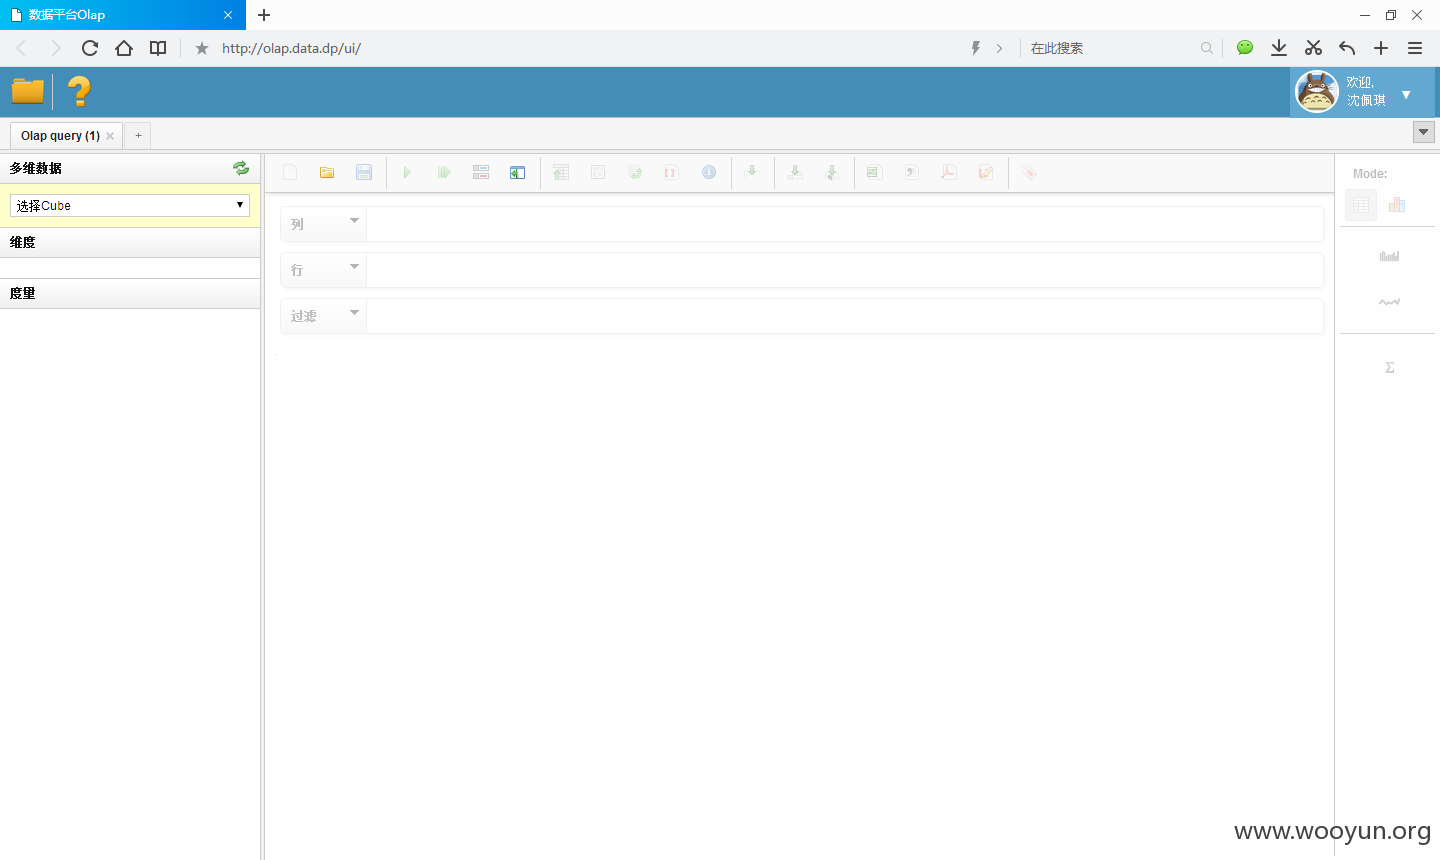 数据平台Olap
http://olap.data.dp/ui/
在此搜索
欢迎,
沈佩琪
Olap query (1)
多维数据
选择Cube
维度
度量
列
行
过滤
Mode:
Σ
www.wooyun.org